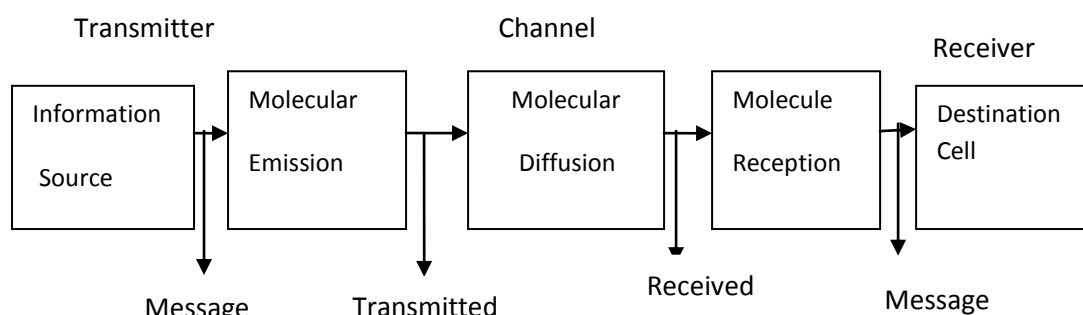 Transmitter
Channel
Receiver
Information
Source
Molecular
Emission
Molecular
Diffusion
Molecule
Reception
Destination
Cell
Message
Transmitted
Received
Message